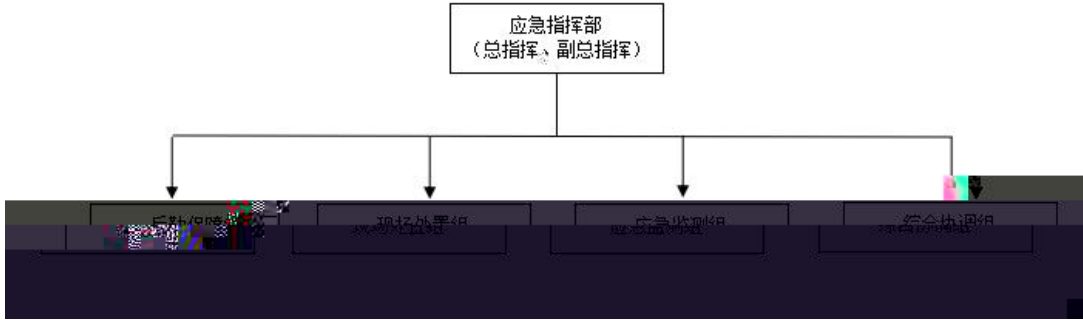 应急指挥部
（总指挥、副总指挥）
后勤保障
现场处置组
应急监测组
综合协调组